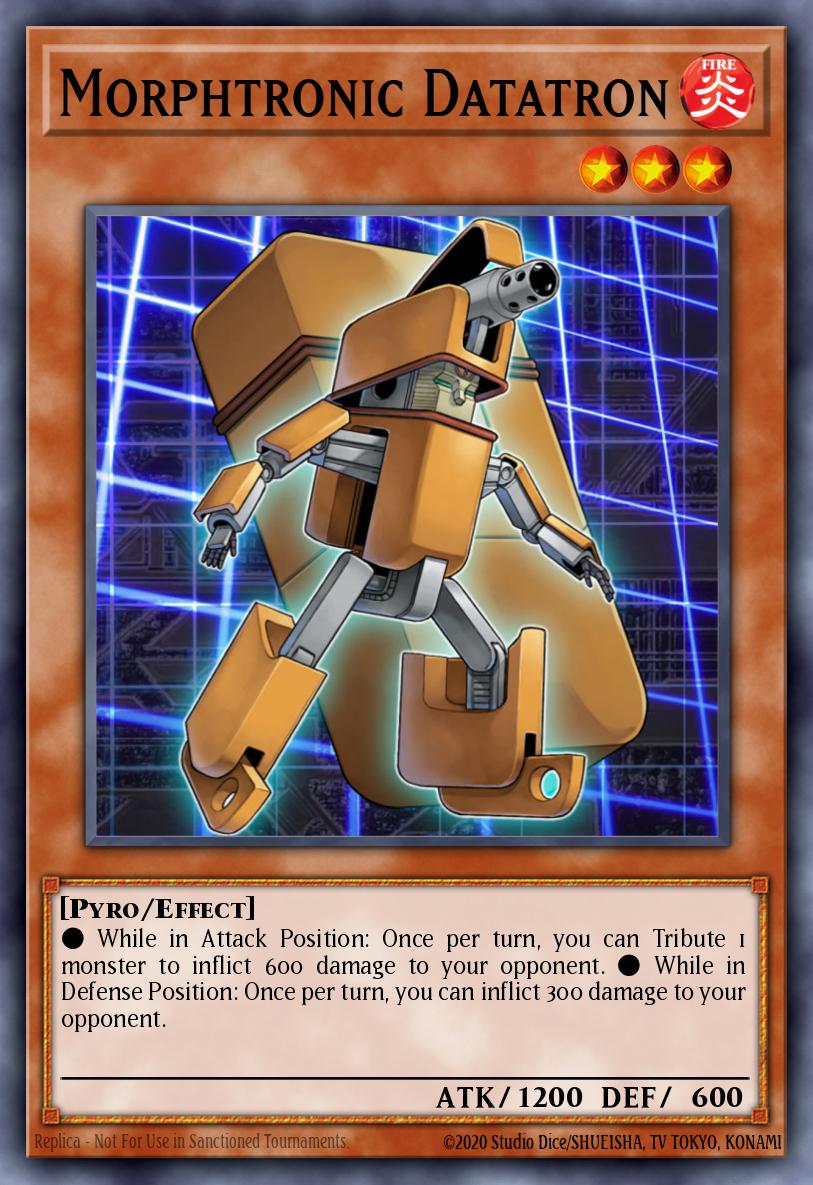 Morphtronic Datatron
FIRE
炎
[Pyro/Effect]
● While in Attack Position: Once per turn, you can Tribute 1
monster to inflict 600 damage to your opponent. ● While in
Defense Position: Once per turn, you can inflict 300 damage to your
opponent.
ATK/1200 DEF/ 600
Replica - Not For Use in Sanctioned Tournaments.
©2020 Studio Dice/SHUEISHA, TV TOKYO, KONAMI